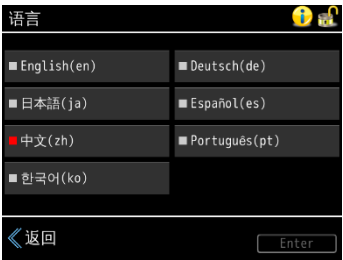 语言
English(en)
Deutsch(de)
日本語(ja)
Español(es)
中文(zh)
Português(pt)
한국어(ko)
返回
Enter